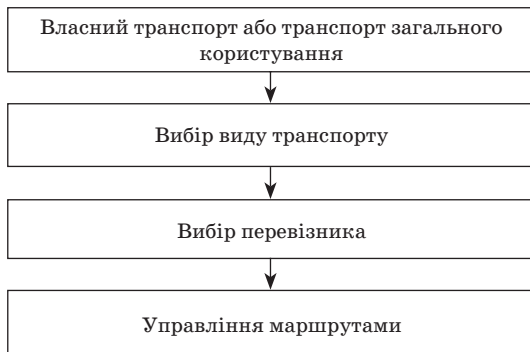 Власний транспорт або транспорт загального
користування
Вибір виду транспорту
Вибір перевізника
Управління маршрутами